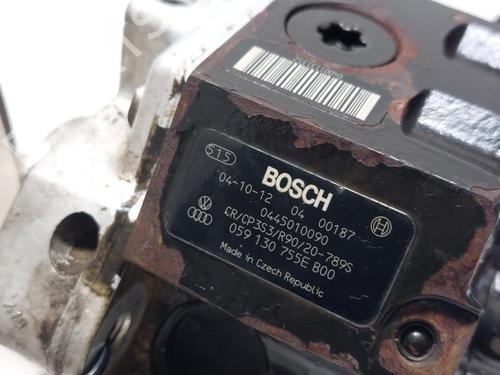 515
BOSCH
04-10-12 04 00187
0445010090
CR/CP3S3/R90/20-789S
059 130 755E B00
Made in Czech Republic